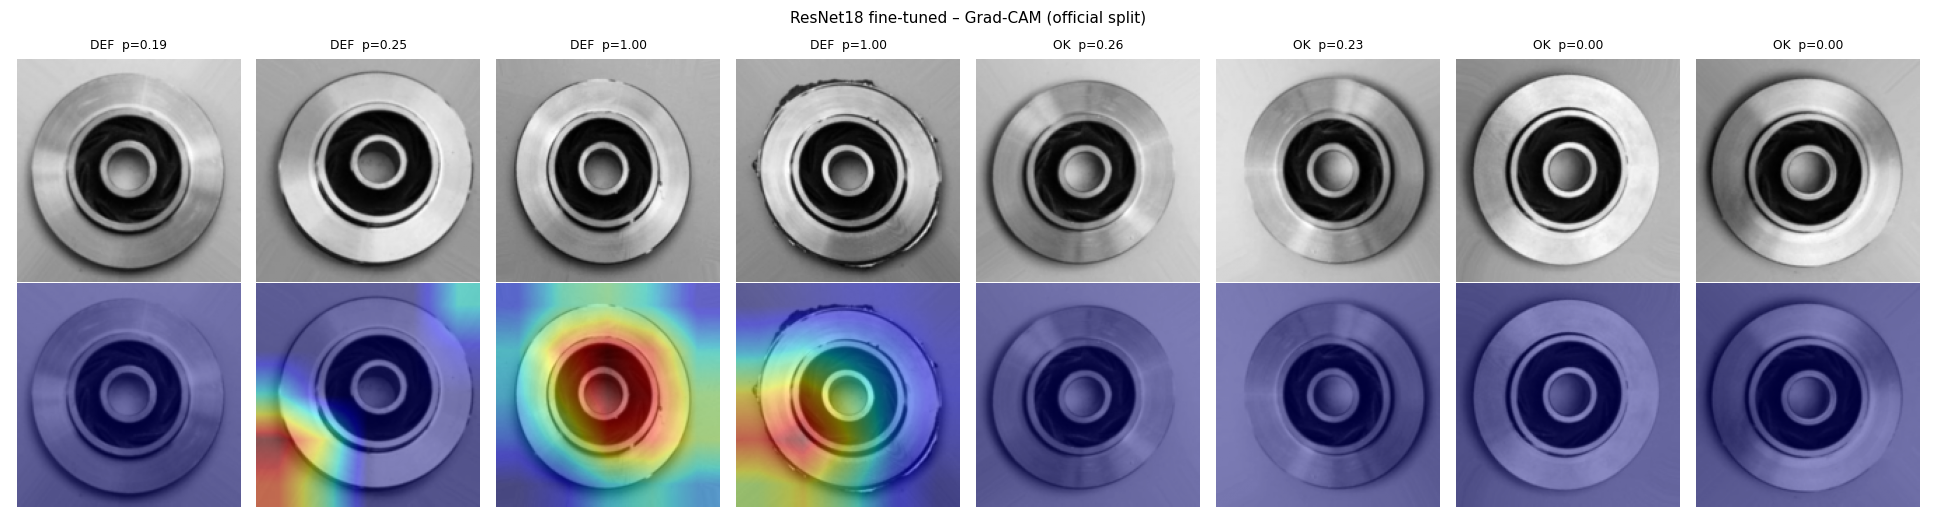 ResNet18 fine-tuned – Grad-CAM (official split)
DEF p=0.19
DEF p=0.25
DEF p=1.00
DEF p=1.00
OK p=0.26
OK p=0.23
OK p=0.00
OK p=0.00